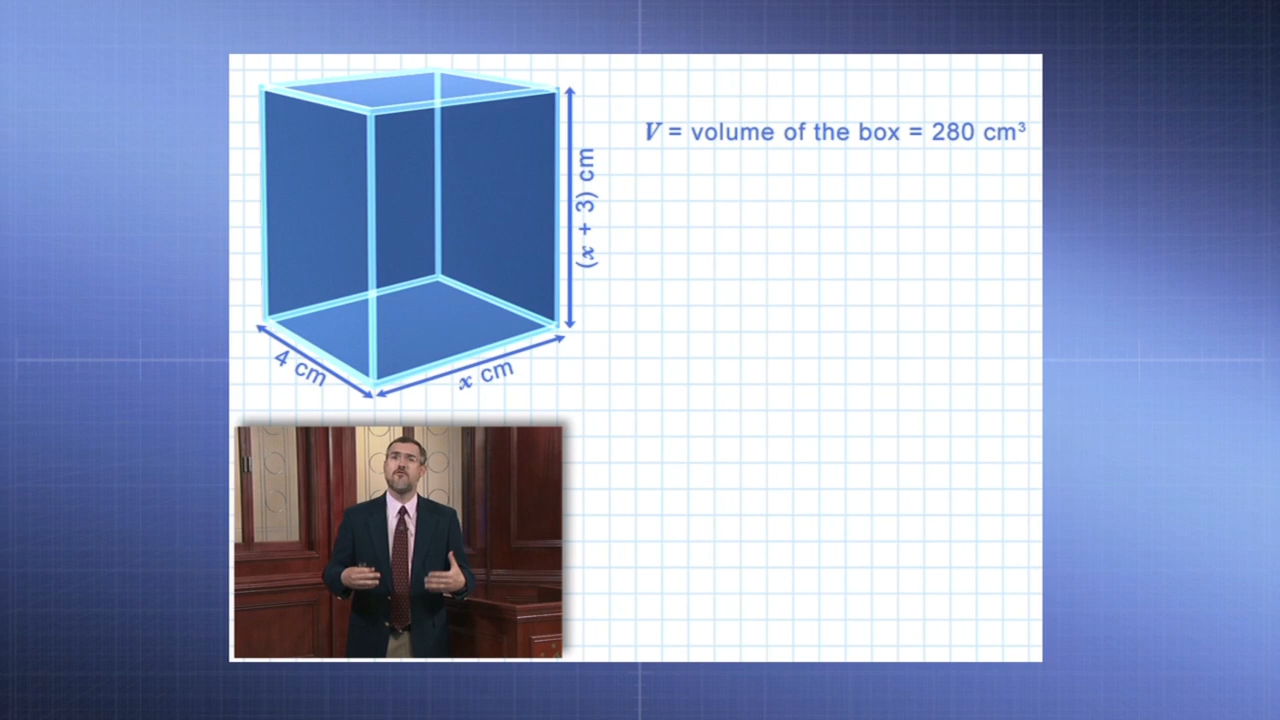 V = volume of the box = 280 cm³
(x + 3) cm
4 cm
x cm